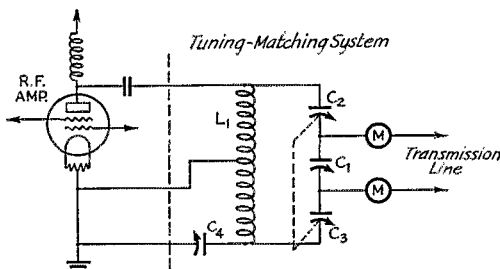 Tuning-Matching System
R.F.
AMP.
L1
C2
M
C1
Transmission
Line
M
C4
C3